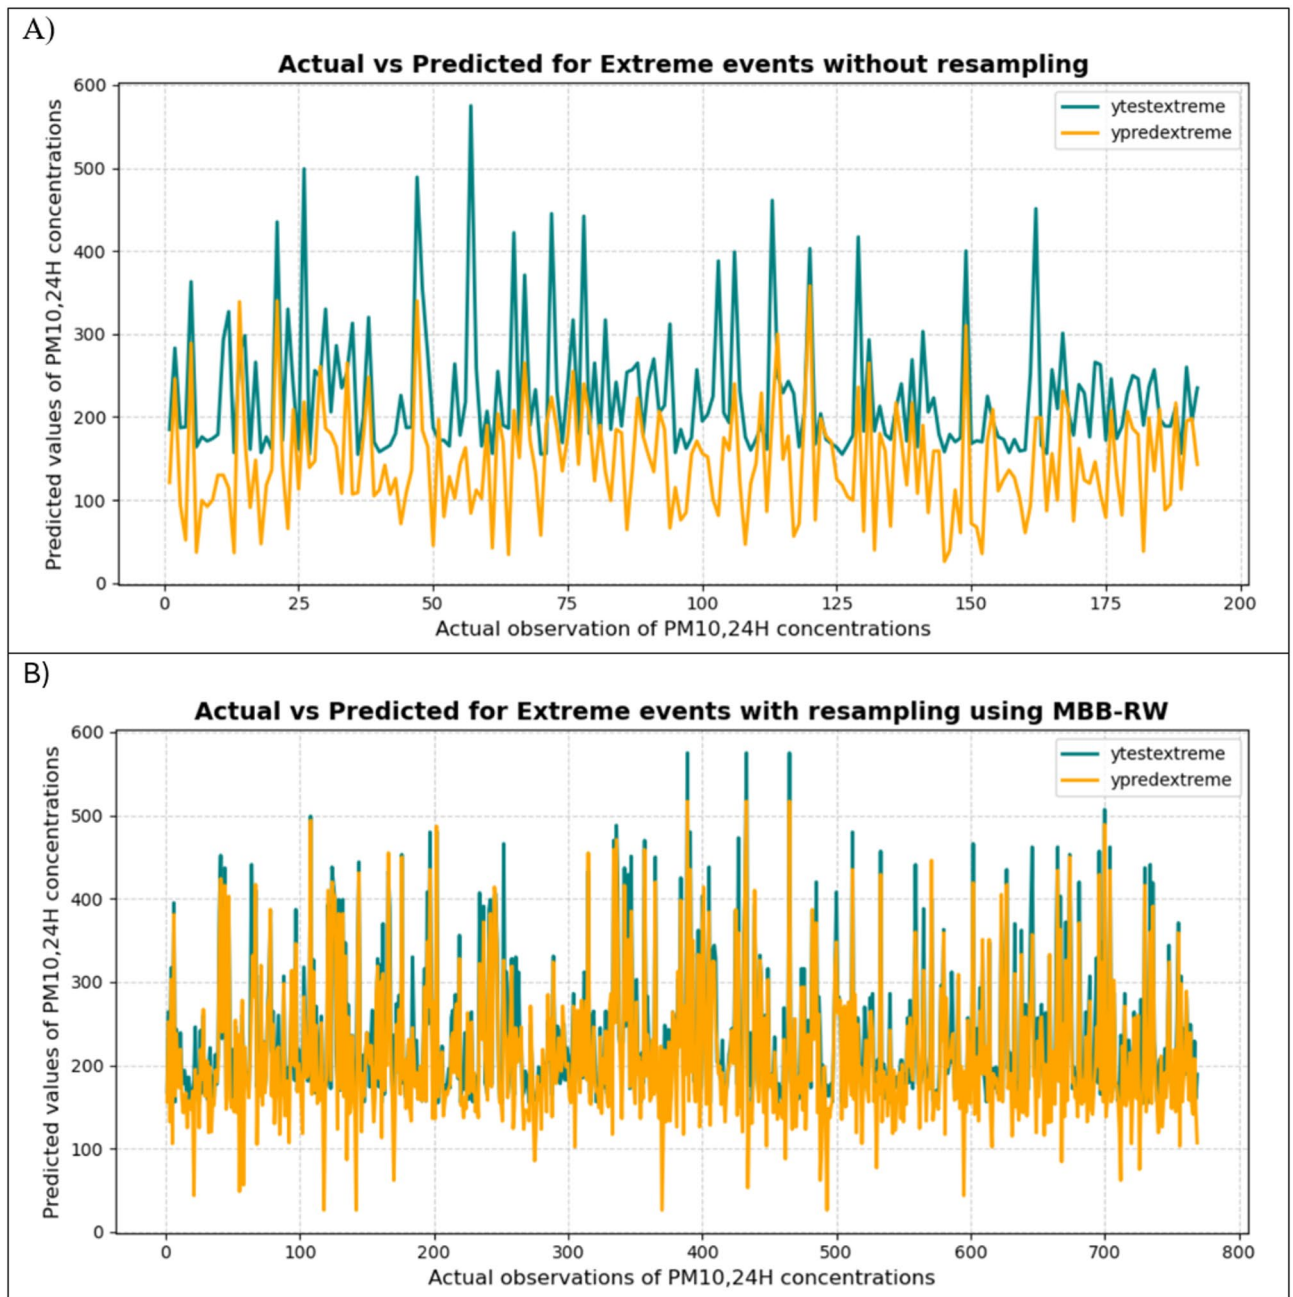 A)
Actual vs Predicted for Extreme events without resampling
600
500
400
300
200
100
0
Predicted values of PM10,24H concentrations
ytestextreme
ypredextreme
0 25 50 75 100 125 150 175 200
Actual observation of PM10,24H concentrations
B)
Actual vs Predicted for Extreme events with resampling using MBB-RW
600
500
400
300
200
100
0
Predicted values of PM10,24H concentrations
ytestextreme
ypredextreme
0 100 200 300 400 500 600 700 800
Actual observations of PM10,24H concentrations